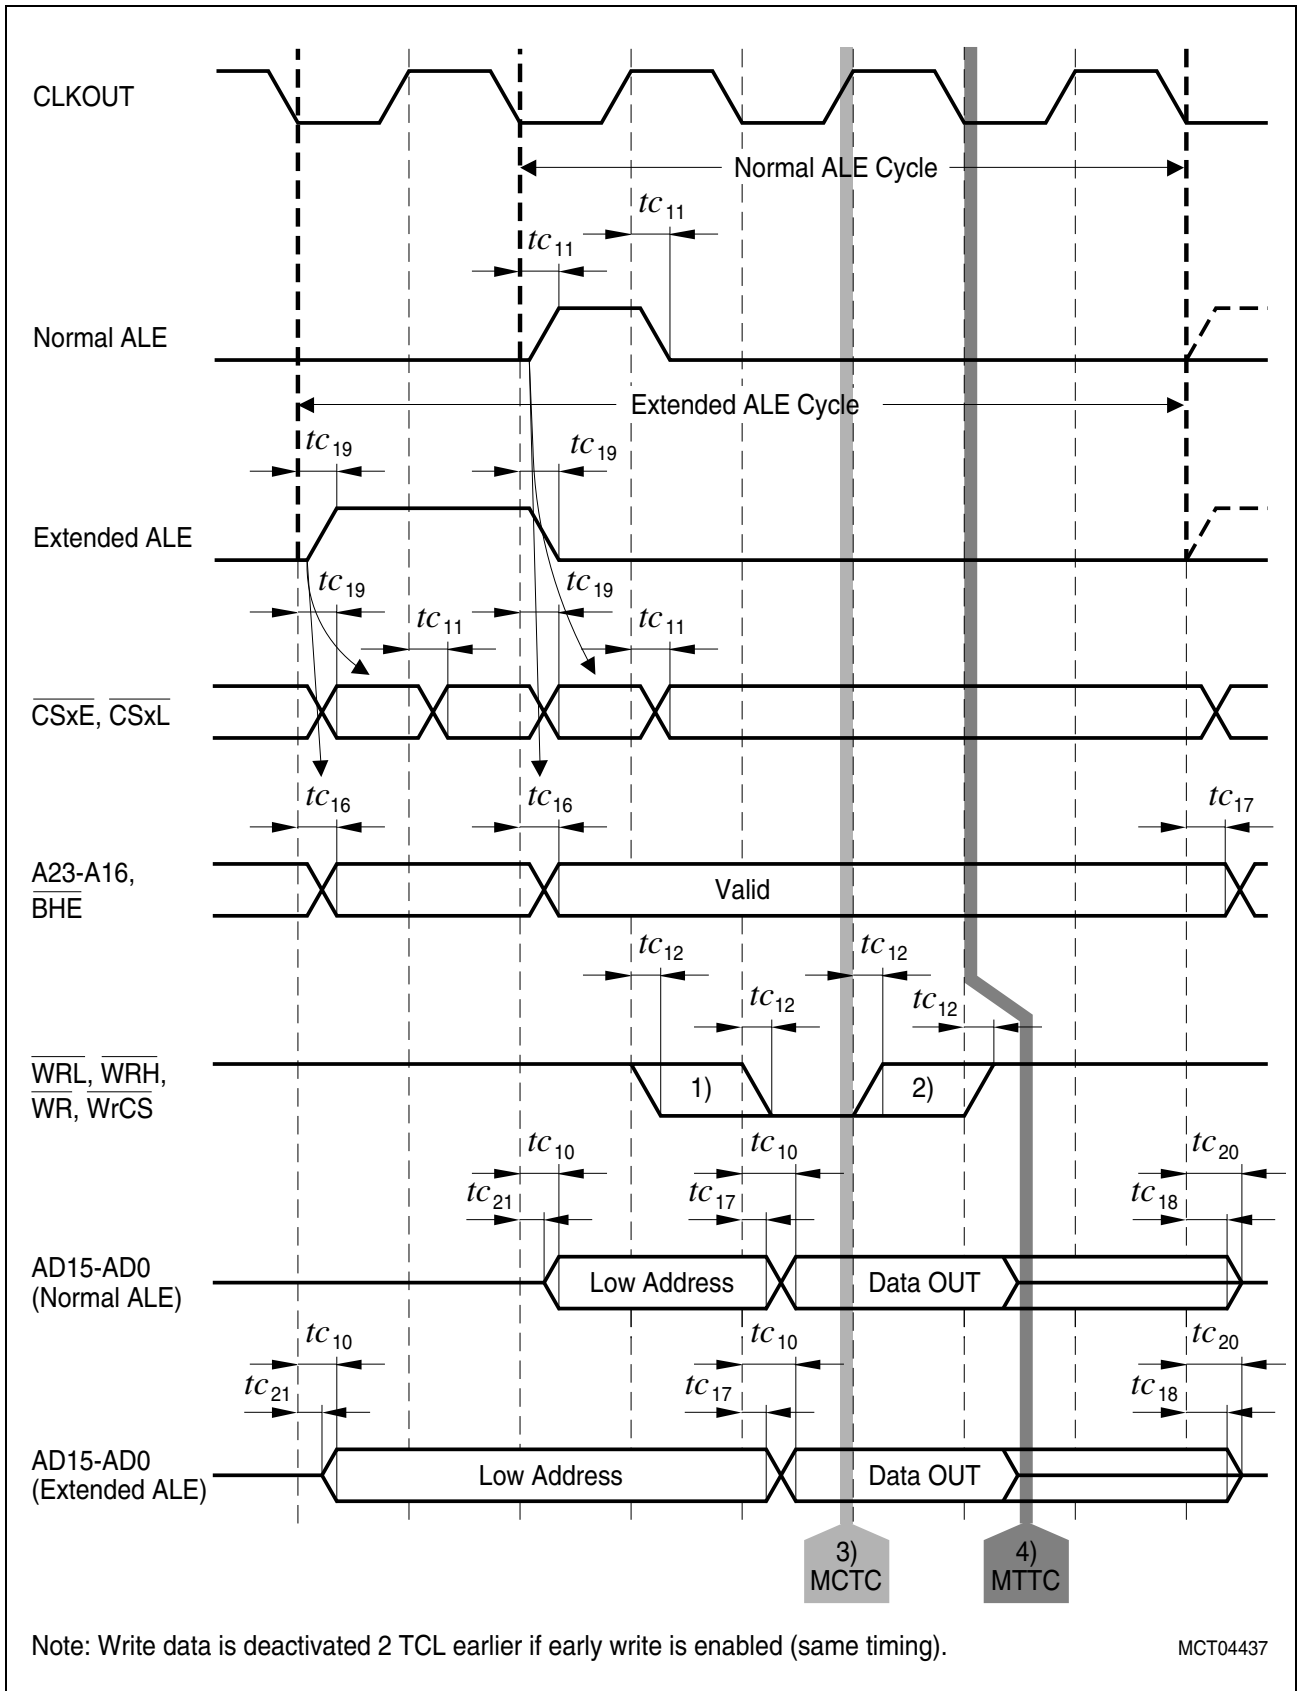 CLKOUT
Normal ALE Cycle
tc11
tc11
Normal ALE
Extended ALE Cycle
tc19
tc19
Extended ALE
tc19
tc19
tc11
tc11
CSxE, CSxL
tc16
tc16
tc17
A23-A16,
BHE
Valid
tc12
tc12
tc12
tc12
WRL, WRH,
WR, WrCS
1)
2)
tc10
tc10
tc20
tc21
tc17
tc18
AD15-AD0
(Normal ALE)
Low Address
Data OUT
tc10
tc10
tc20
tc21
tc17
tc18
AD15-AD0
(Extended ALE)
Low Address
Data OUT
3)
MCTC
4)
MTTC
Note: Write data is deactivated 2 TCL earlier if early write is enabled (same timing).
MCT04437